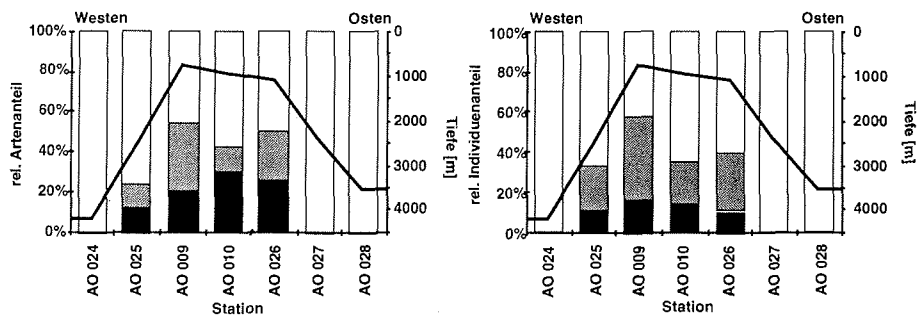 Westen
Osten
100%
80%
60%
40%
20%
0%
rel. Artenanteil
0
1000
2000
3000
4000
Tiefe [m]
AO 024
AO 025
AO 009
AO 010
AO 026
AO 027
AO 028
Station
Westen
Osten
100%
80%
60%
40%
20%
0%
rel. Individuenanteil
0
1000
2000
3000
4000
Tiefe [m]
AO 024
AO 025
AO 009
AO 010
AO 026
AO 027
AO 028
Station